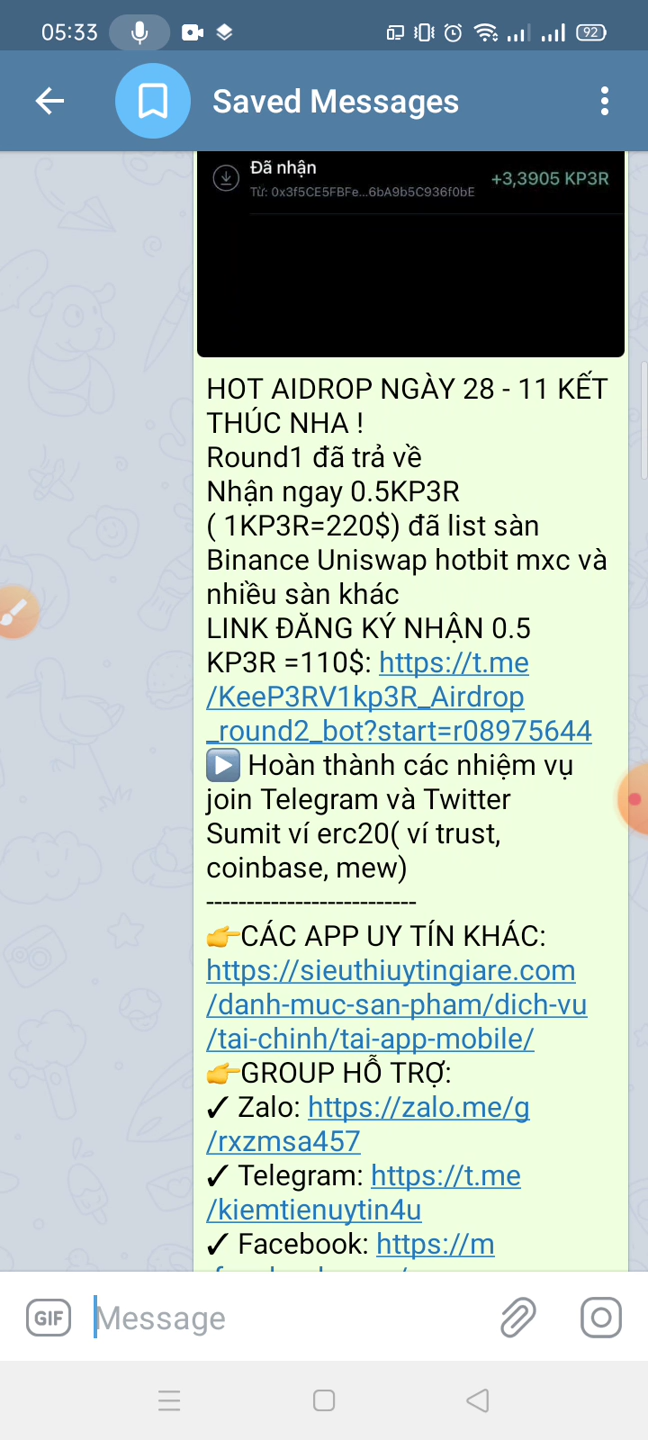 05:33
92
Saved Messages
Đã nhận
+3,3905 KP3R
Từ: 0x3f5CE5FBFe...6bA9b5C936f0bE
HOT AIDROP NGÀY 28 - 11 KẾT
THÚC NHA !
Round1 đã trả về
Nhận ngay 0.5KP3R
( 1KP3R=220$) đã list sàn
Binance Uniswap hotbit mxc và
nhiều sàn khác
LINK ĐĂNG KÝ NHẬN 0.5
KP3R =110$: https://t.me
/KeeP3RV1kp3R_Airdrop
_round2_bot?start=r08975644
▶️ Hoàn thành các nhiệm vụ
join Telegram và Twitter
Sumit ví erc20( ví trust,
coinbase, mew)
--------------------------
👉CÁC APP UY TÍN KHÁC:
https://sieuthiuytingiare.com
/danh-muc-san-pham/dich-vu
/tai-chinh/tai-app-mobile/
👉GROUP HỖ TRỢ:
✓ Zalo: https://zalo.me/g
/rxzmsa457
✓ Telegram: https://t.me
/kiemtienuytin4u
✓ Facebook: https://m
GIF
Message